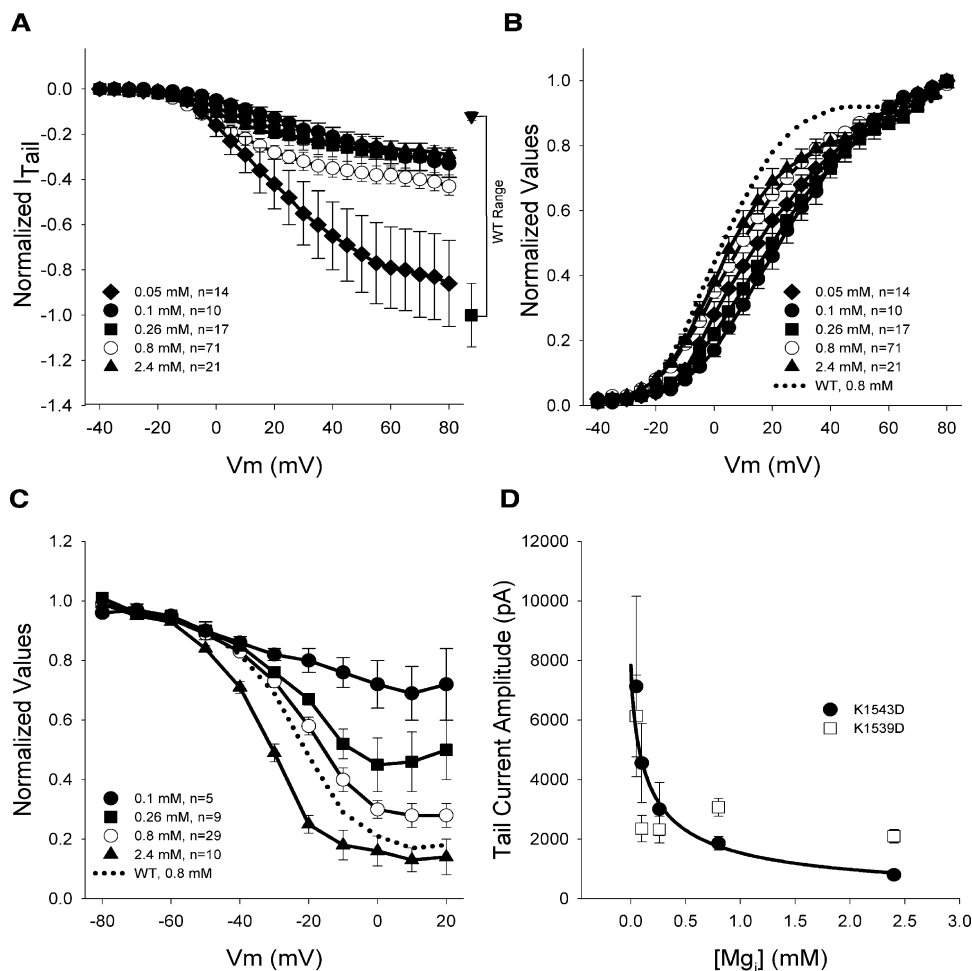 A
Normalized I_Tail
0.0
-0.2
-0.4
-0.6
-0.8
-1.0
-1.2
-1.4
-40 -20 0 20 40 60 80
Vm (mV)
0.05 mM, n=14
0.1 mM, n=10
0.26 mM, n=17
0.8 mM, n=71
2.4 mM, n=21
WT Range
B
Normalized Values
1.0
0.8
0.6
0.4
0.2
0.0
-40 -20 0 20 40 60 80
Vm (mV)
0.05 mM, n=14
0.1 mM, n=10
0.26 mM, n=17
0.8 mM, n=71
2.4 mM, n=21
WT, 0.8 mM
C
Normalized Values
1.2
1.0
0.8
0.6
0.4
0.2
0.0
-80 -60 -40 -20 0 20
Vm (mV)
0.1 mM, n=5
0.26 mM, n=9
0.8 mM, n=29
2.4 mM, n=10
WT, 0.8 mM
D
Tail Current Amplitude (pA)
12000
10000
8000
6000
4000
2000
0
0.0 0.5 1.0 1.5 2.0 2.5 3.0
[Mg_i] (mM)
K1543D
K1539D